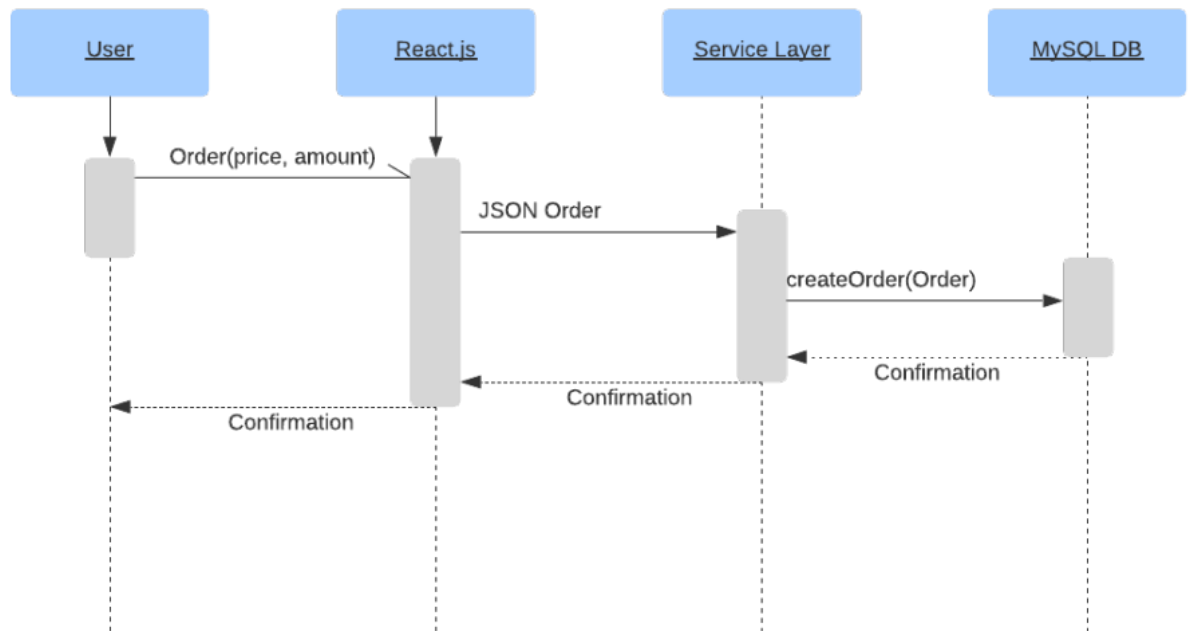 User
React.js
Service Layer
MySQL DB
Order(price, amount)
JSON Order
createOrder(Order)
Confirmation
Confirmation
Confirmation